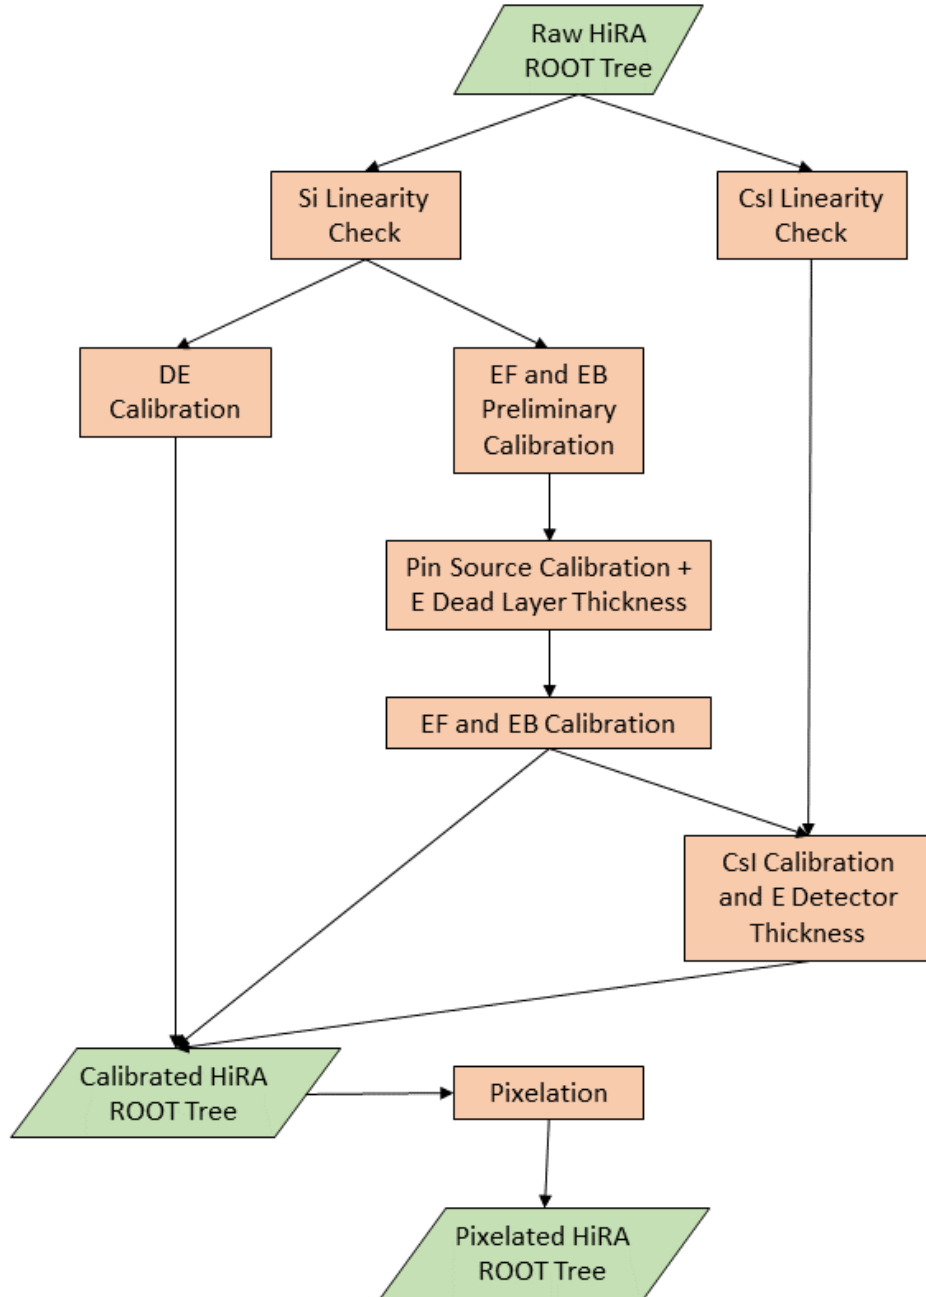 Raw HiRA
ROOT Tree
Si Linearity
Check
CsI Linearity
Check
DE
Calibration
EF and EB
Preliminary
Calibration
Pin Source Calibration +
E Dead Layer Thickness
EF and EB Calibration
CsI Calibration
and E Detector
Thickness
Calibrated HiRA
ROOT Tree
Pixelation
Pixelated HiRA
ROOT Tree